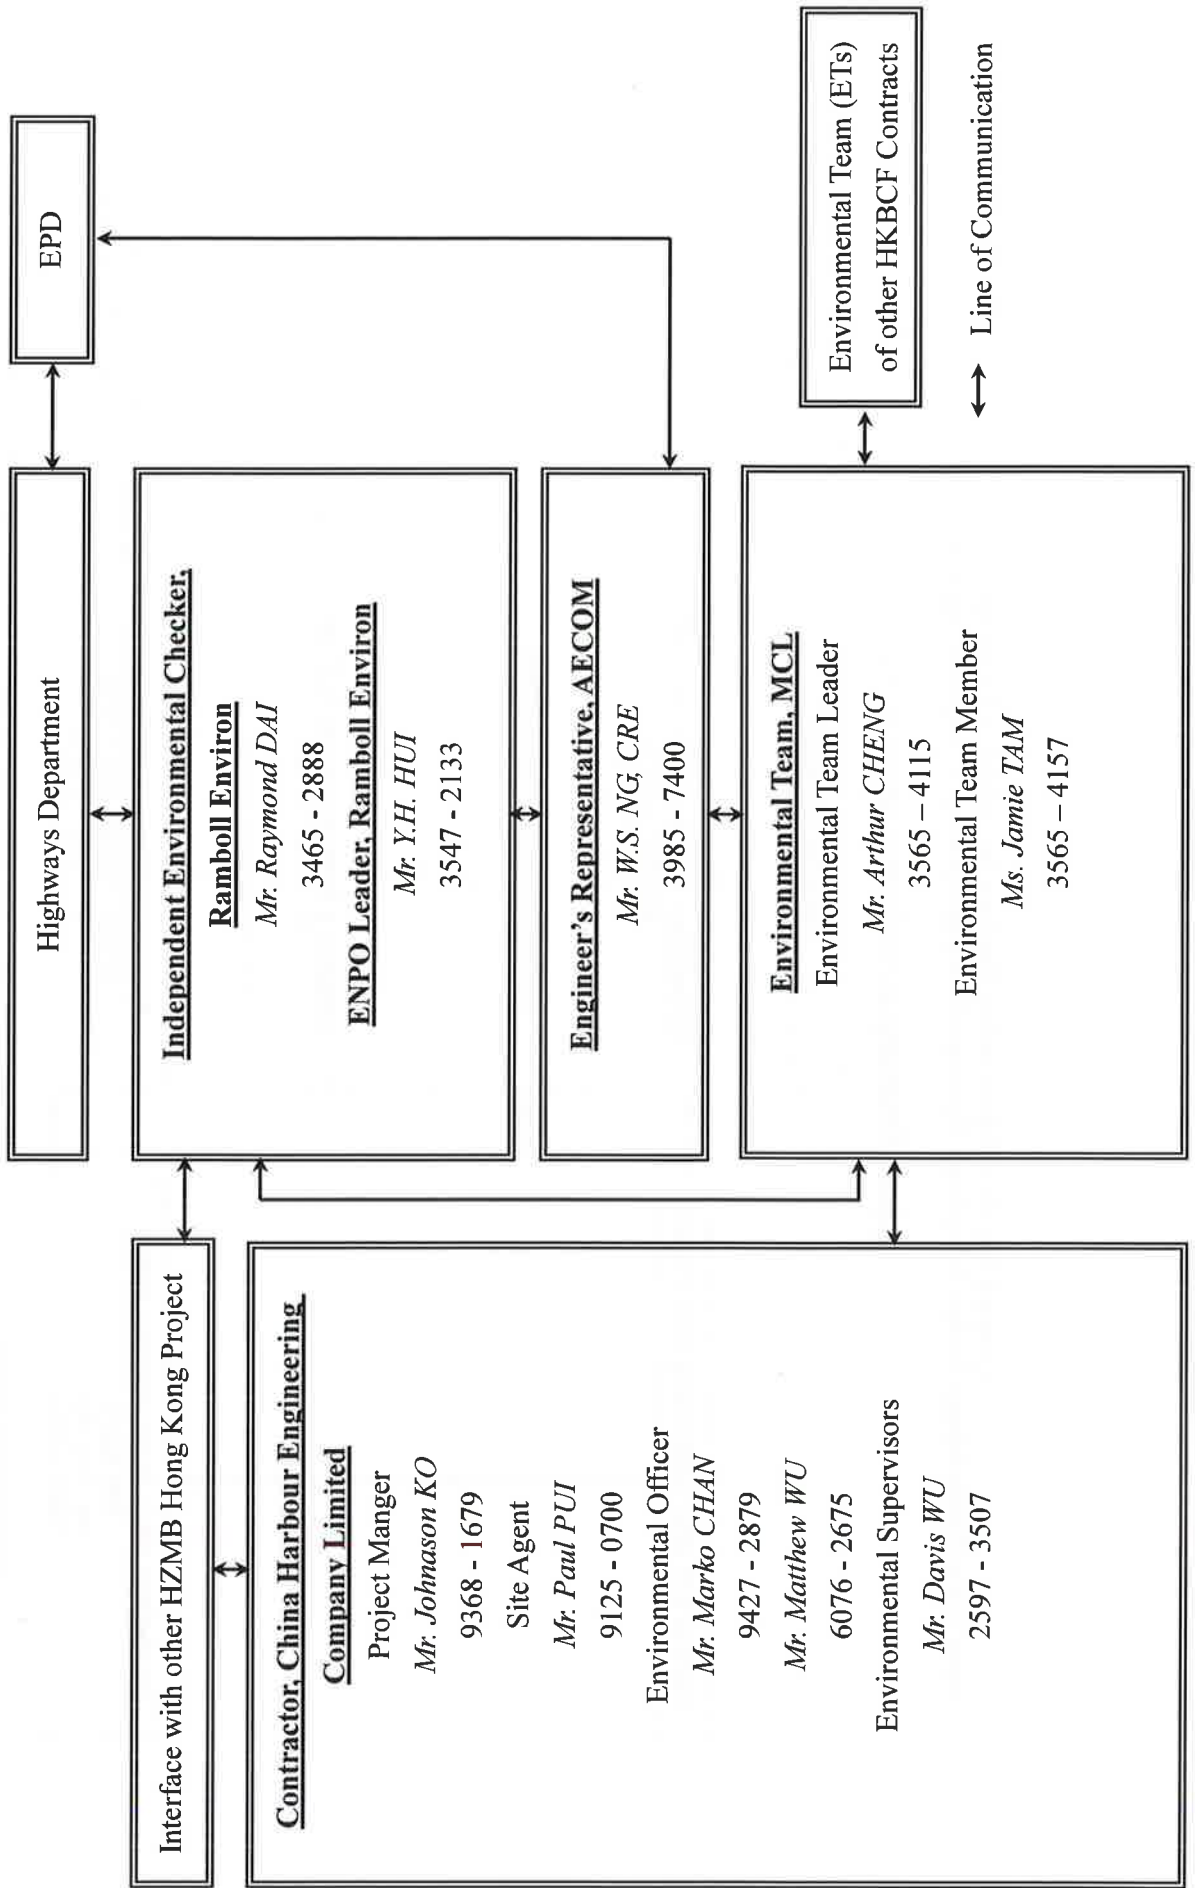 Highways Department
EPD
Interface with other HZMB Hong Kong Project
Independent Environmental Checker,
Ramboll Environ
Mr. Raymond DAI
3465 - 2888
ENPO Leader, Ramboll Environ
Mr. Y.H. HUI
3547 - 2133
Contractor, China Harbour Engineering
Company Limited
Project Manger
Mr. Johnason KO
9368 - 1679
Site Agent
Mr. Paul PUI
9125 - 0700
Environmental Officer
Mr. Marko CHAN
9427 - 2879
Mr. Matthew WU
6076 - 2675
Environmental Supervisors
Mr. Davis WU
2597 - 3507
Engineer’s Representative, AECOM
Mr. W.S. NG, CRE
3985 - 7400
Environmental Team, MCL
Environmental Team Leader
Mr. Arthur CHENG
3565 – 4115
Environmental Team Member
Ms. Jamie TAM
3565 – 4157
Environmental Team (ETs)
of other HKBCF Contracts
Line of Communication